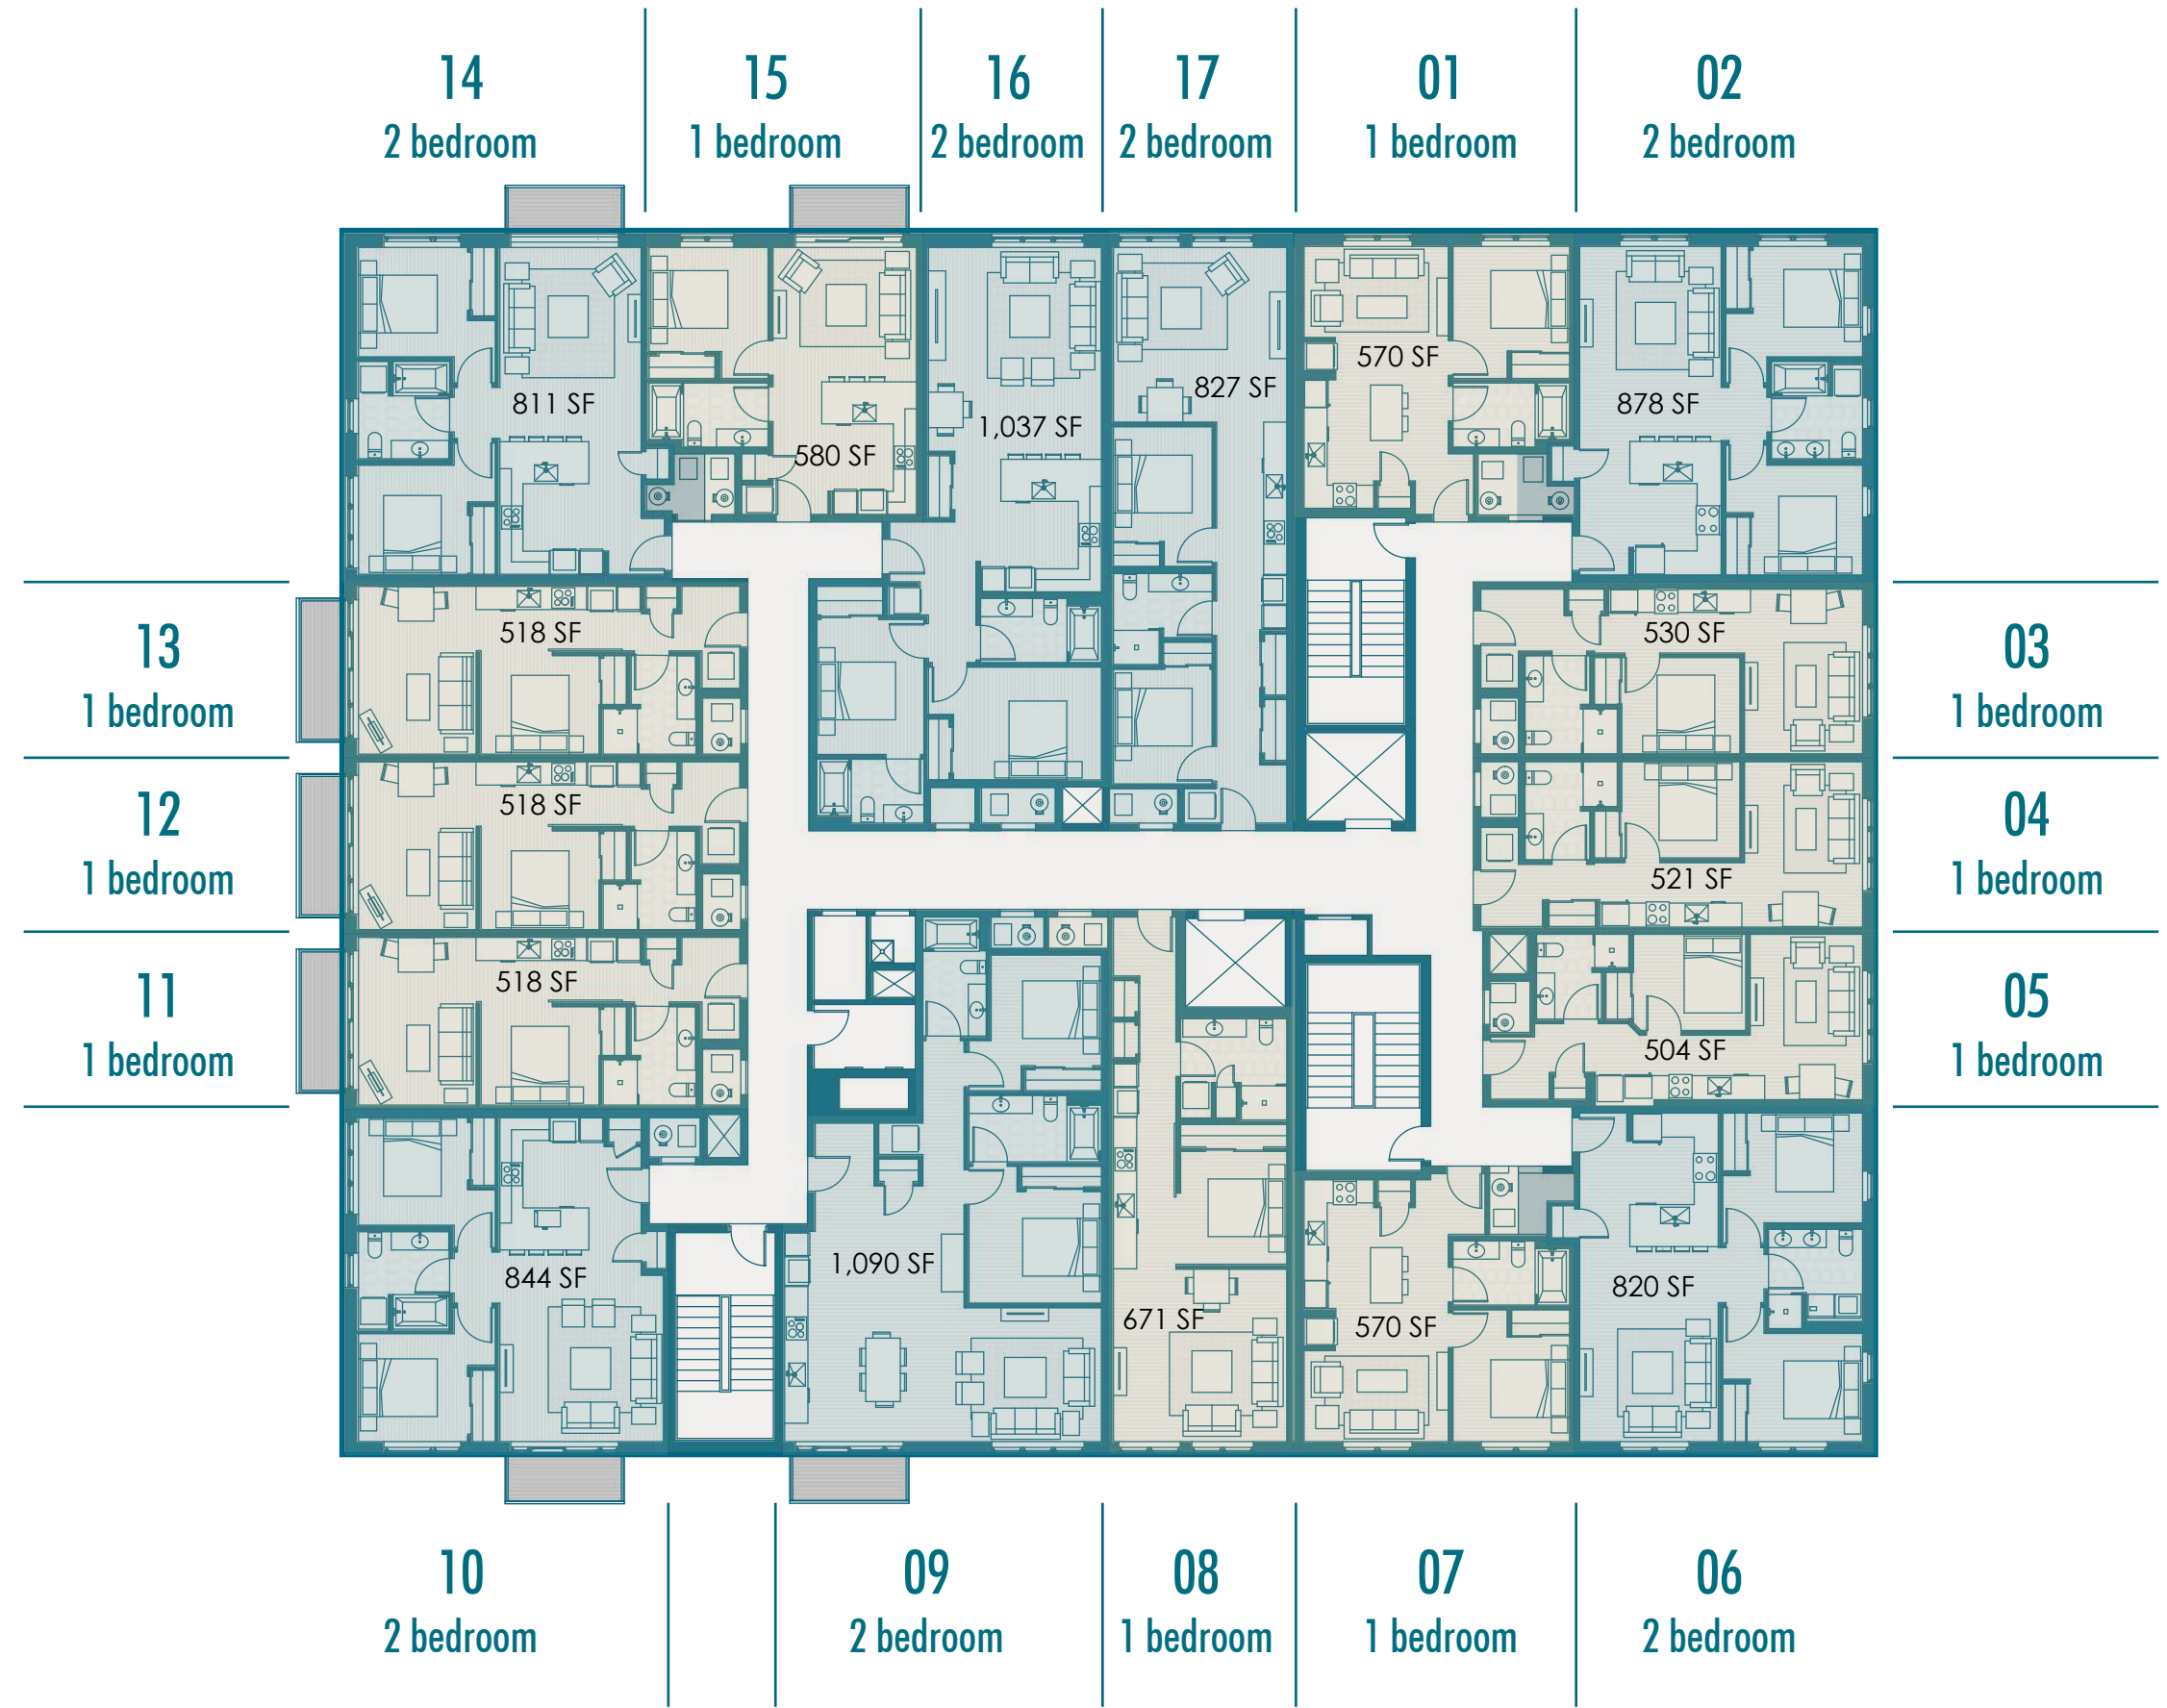 14
2 bedroom
15
1 bedroom
16
2 bedroom
17
2 bedroom
01
1 bedroom
02
2 bedroom
811 SF
580 SF
1,037 SF
827 SF
570 SF
878 SF
13
1 bedroom
518 SF
530 SF
03
1 bedroom
12
1 bedroom
518 SF
521 SF
04
1 bedroom
11
1 bedroom
518 SF
504 SF
05
1 bedroom
844 SF
1,090 SF
671 SF
570 SF
820 SF
10
2 bedroom
09
2 bedroom
08
1 bedroom
07
1 bedroom
06
2 bedroom